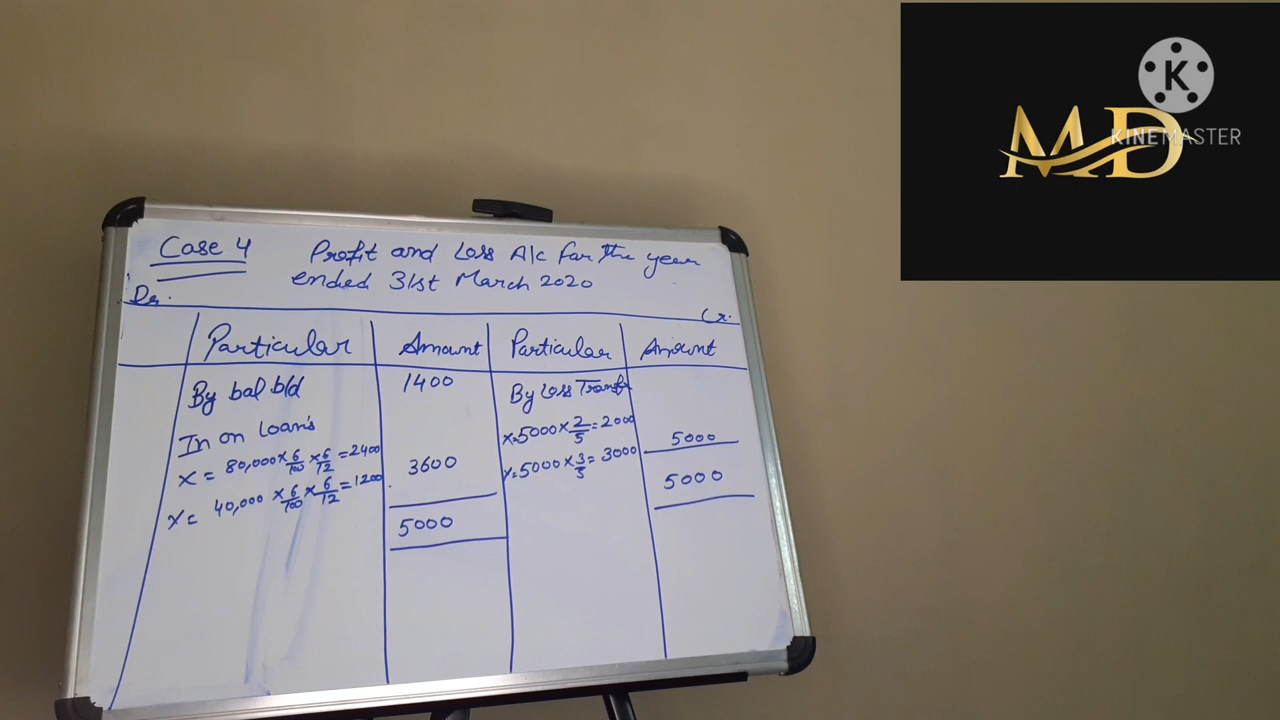 Case 4 Profit and Loss A/c for the year
ended 31st March 2020
Dr.
Cr.
Particular Amount Particular Amount
By bal b/d 1400 By Loss Transfr
In on Loan's
X = 80,000 × 6/100 × 6/12 = 2400 3600
Y = 40,000 × 6/100 × 6/12 = 1200
5000
X = 5000 × 2/5 = 2000 5000
Y = 5000 × 3/5 = 3000
5000
MD
K
KINEMASTER